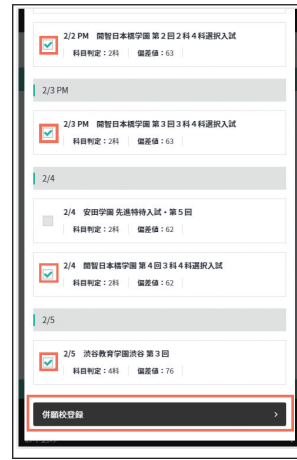 2/2 PM 開智日本橋学園 第2回2科4科選択入試
科目判定：2科 偏差値：63
2/3 PM
2/3 PM 開智日本橋学園 第3回3科4科選択入試
科目判定：2科 偏差値：63
2/4
2/4 安田学園 先進特待入試・第5回
科目判定：2科 偏差値：62
2/4 開智日本橋学園 第4回3科4科選択入試
科目判定：2科 偏差値：62
2/5
2/5 渋谷教育学園渋谷 第3回
科目判定：4科 偏差値：76
併願校登録